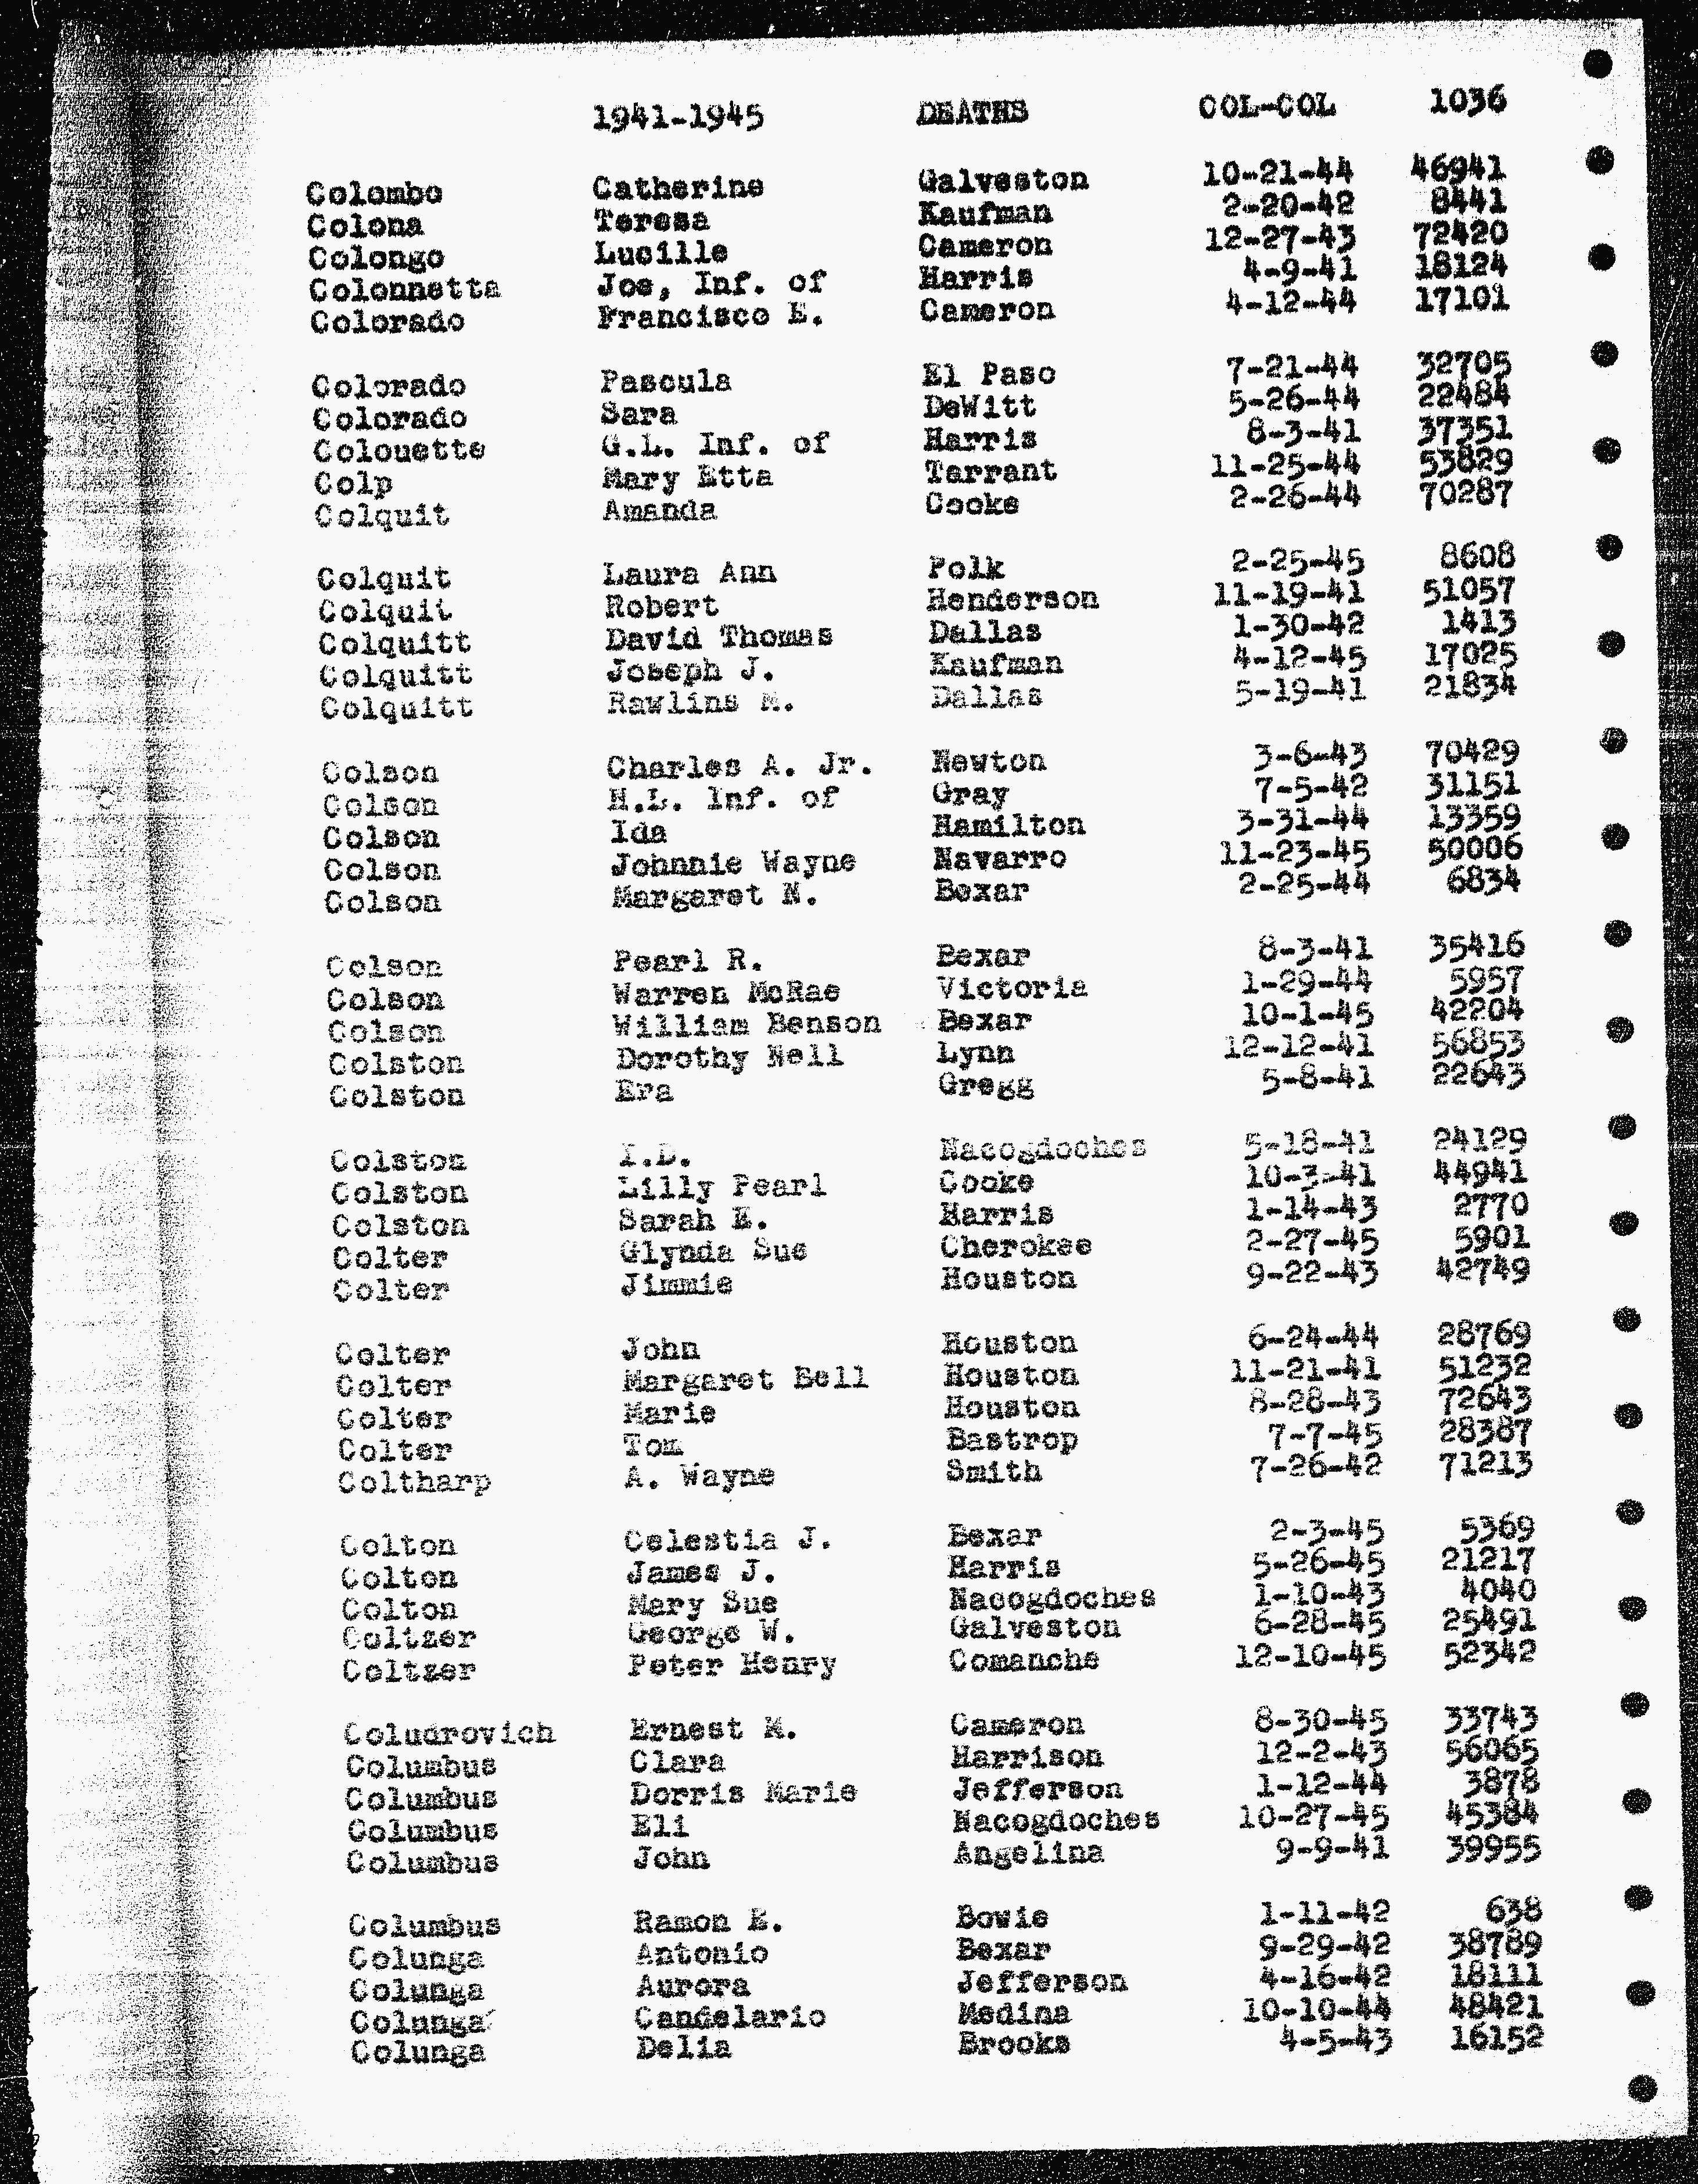 1941-1945 DEATHS COL-COL 1036
Colombo Catherine Galveston 10-21-44 46941
Colona Teresa Kaufman 2-20-42 8441
Colongo Lucille Cameron 12-27-43 72420
Colonnetta Joe, Inf. of Harris 4-9-41 18124
Colorado Francisco E. Cameron 4-12-44 17101
Colorado Pascula El Paso 7-21-44 32705
Colorado Sara DeWitt 5-26-44 22484
Colouette G.L. Inf. of Harris 8-3-41 37351
Colp Mary Etta Tarrant 11-25-44 53829
Colquit Amanda Cooke 2-26-44 70287
Colquit Laura Ann Polk 2-25-45 8608
Colquit Robert Henderson 11-19-41 51057
Colquitt David Thomas Dallas 1-30-42 1413
Colquitt Joseph J. Kaufman 4-12-45 17025
Colquitt Rawlins M. Dallas 5-19-41 21834
Colson Charles A. Jr. Newton 3-6-43 70429
Colson H.L. Inf. of Gray 7-5-42 31151
Colson Ida Hamilton 3-31-44 13359
Colson Johnnie Wayne Navarro 11-23-45 50006
Colson Margaret N. Bexar 2-25-44 6834
Colson Pearl R. Bexar 8-3-41 35416
Colson Warren McRae Victoria 1-29-44 5957
Colson William Benson Bexar 10-1-45 42204
Colston Dorothy Nell Lynn 12-12-41 56853
Colston Era Gregg 5-8-41 22643
Colston I.D. Nacogdoches 5-18-41 24129
Colston Lilly Pearl Cooke 10-3-41 44941
Colston Sarah E. Harris 1-14-43 2770
Colter Glynda Sue Cherokee 2-27-45 5901
Colter Jimmie Houston 9-22-43 42749
Colter John Houston 6-24-44 28769
Colter Margaret Bell Houston 11-21-41 51232
Colter Marie Houston 8-28-43 72643
Colter Tom Bastrop 7-7-45 28387
Coltharp A. Wayne Smith 7-26-42 71213
Colton Celestia J. Bexar 2-3-45 5369
Colton James J. Harris 5-26-45 21217
Colton Mary Sue Nacogdoches 1-10-43 4040
Coltzer George W. Galveston 6-28-45 25491
Coltzer Peter Henry Comanche 12-10-45 52342
Coludrovich Ernest M. Cameron 8-30-45 33743
Columbus Clara Harrison 12-2-43 56065
Columbus Dorris Marie Jefferson 1-12-44 3878
Columbus Eli Nacogdoches 10-27-45 45384
Columbus John Angelina 9-9-41 39955
Columbus Ramon E. Bowie 1-11-42 638
Colunga Antonio Bexar 9-29-42 38789
Colunga Aurora Jefferson 4-16-42 18111
Colunga Candelario Medina 10-10-44 48421
Colunga Delia Brooks 4-5-43 16152